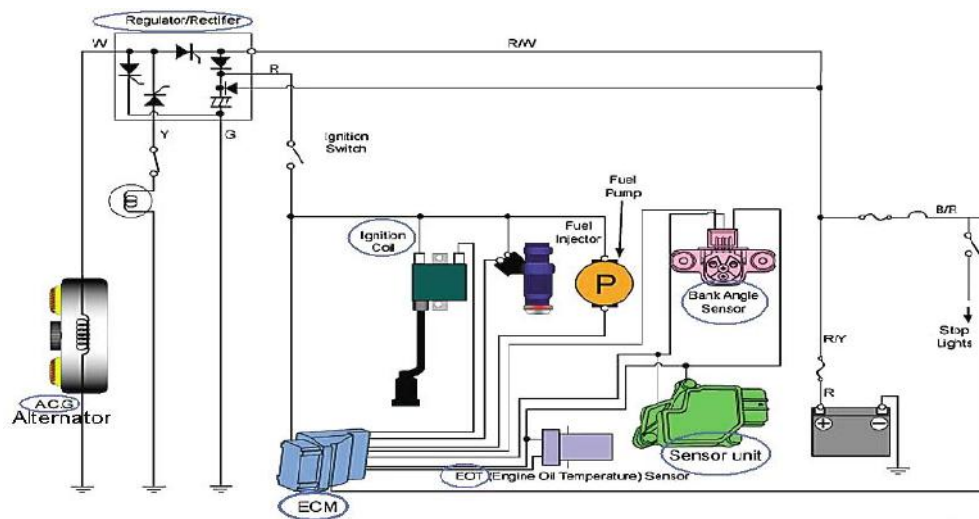 Regulator/Rectifier
W
R/W
R
Y
G
Ignition
Switch
Fuel
Pump
B/R
Ignition
Coil
Fuel
Injector
P
Bank Angle
Sensor
Stop
Lights
R/Y
R
A.C.G
Alternator
Sensor unit
EOT (Engine Oil Temperature) Sensor
ECM